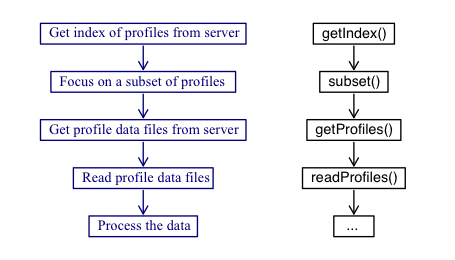 Get index of profiles from server
getIndex()
Focus on a subset of profiles
subset()
Get profile data files from server
getProfiles()
Read profile data files
readProfiles()
Process the data
...